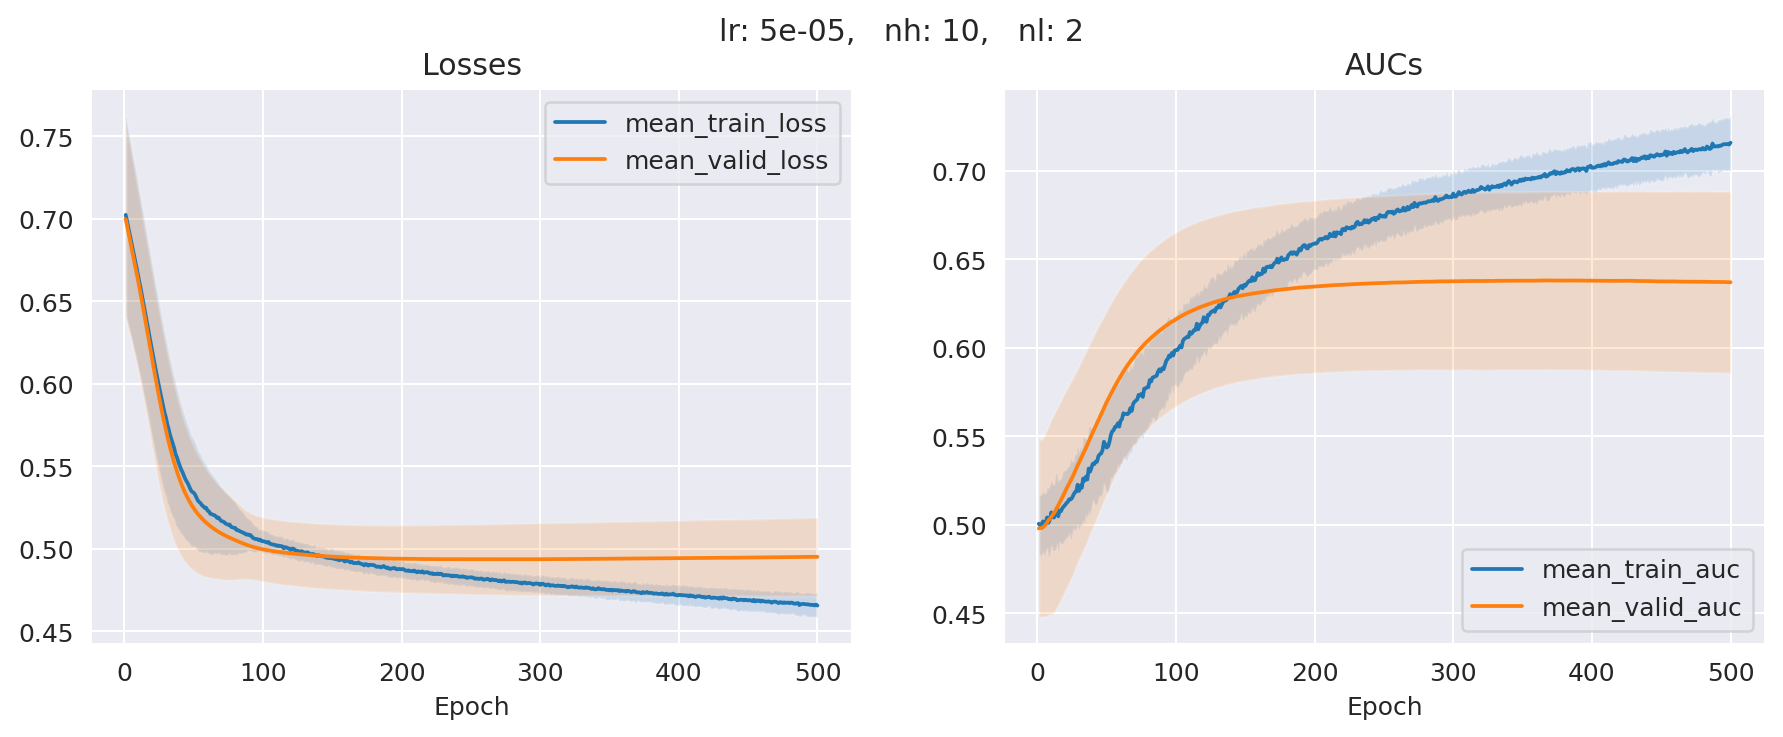 lr: 5e-05,   nh: 10,   nl: 2
Losses
0.75
0.70
0.65
0.60
0.55
0.50
0.45
mean_train_loss
mean_valid_loss
0 100 200 300 400 500
Epoch
AUCs
0.70
0.65
0.60
0.55
0.50
0.45
mean_train_auc
mean_valid_auc
0 100 200 300 400 500
Epoch